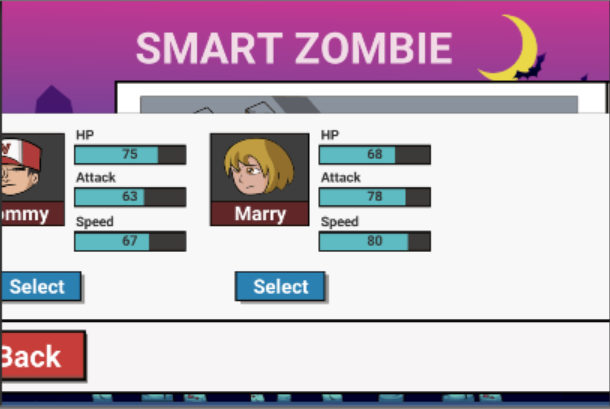 SMART ZOMBIE
W
HP
75
Attack
63
Speed
67
ommy
Select
HP
68
Attack
78
Speed
80
Marry
Select
Back